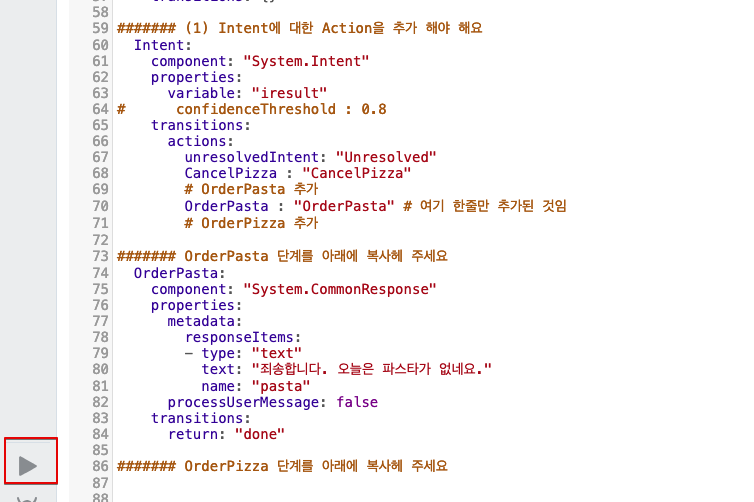 58
59 ####### (1) Intent에 대한 Action을 추가 해야 해요
60   Intent:
61     component: "System.Intent"
62     properties:
63       variable: "iresult"
64 #      confidenceThreshold : 0.8
65     transitions:
66       actions:
67         unresolvedIntent: "Unresolved"
68         CancelPizza : "CancelPizza"
69         # OrderPasta 추가
70         OrderPasta : "OrderPasta" # 여기 한줄만 추가된 것임
71         # OrderPizza 추가
72
73 ####### OrderPasta 단계를 아래에 복사헤 주세요
74   OrderPasta:
75     component: "System.CommonResponse"
76     properties:
77       metadata:
78         responseItems:
79         - type: "text"
80           text: "죄송합니다. 오늘은 파스타가 없네요."
81           name: "pasta"
82       processUserMessage: false
83     transitions:
84       return: "done"
85
86 ####### OrderPizza 단계를 아래에 복사헤 주세요
87
88